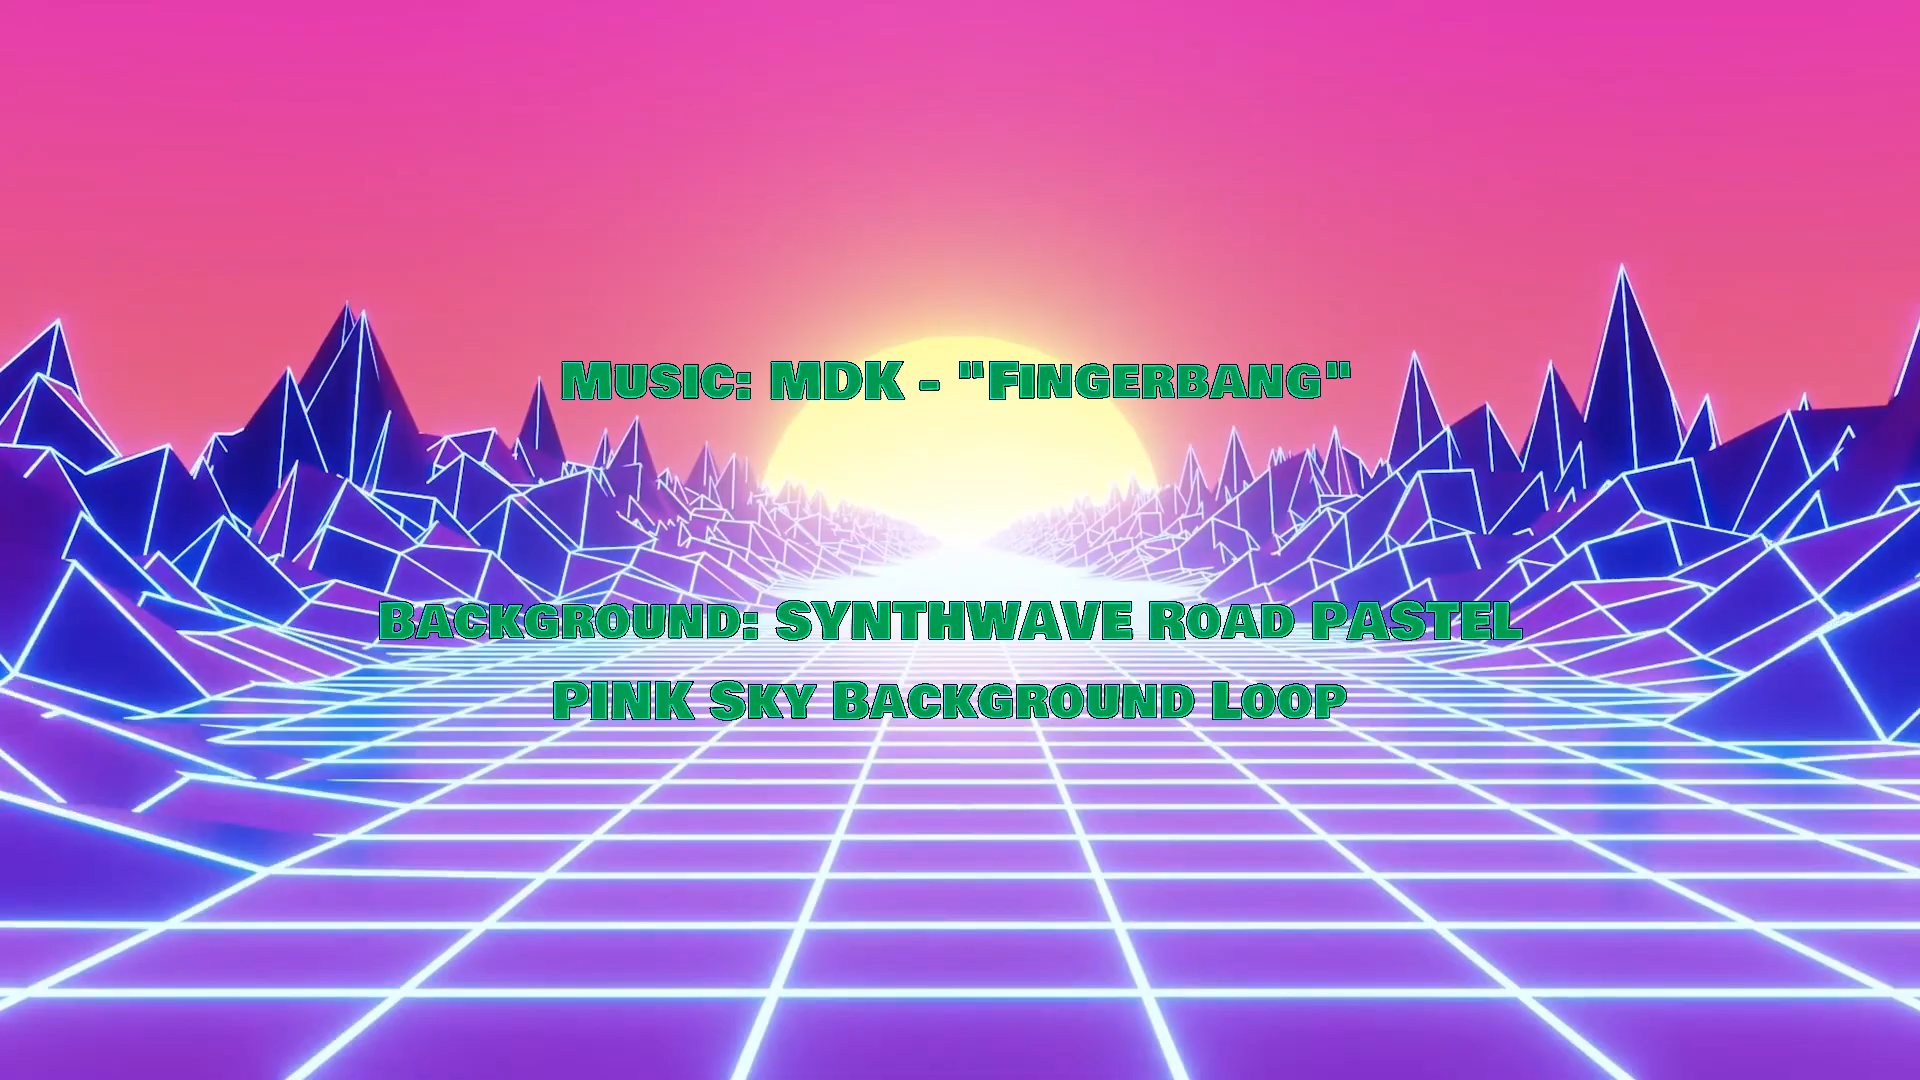 Music: MDK - "Fingerbang"
Background: SYNTHWAVE Road PASTEL
PINK Sky Background Loop